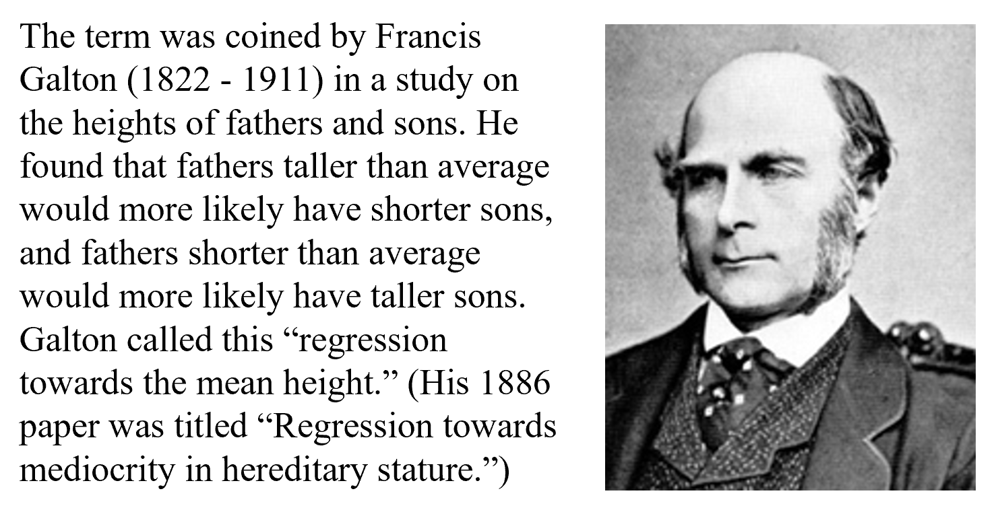 The term was coined by Francis
Galton (1822 - 1911) in a study on
the heights of fathers and sons. He
found that fathers taller than average
would more likely have shorter sons,
and fathers shorter than average
would more likely have taller sons.
Galton called this “regression
towards the mean height.” (His 1886
paper was titled “Regression towards
mediocrity in hereditary stature.”)